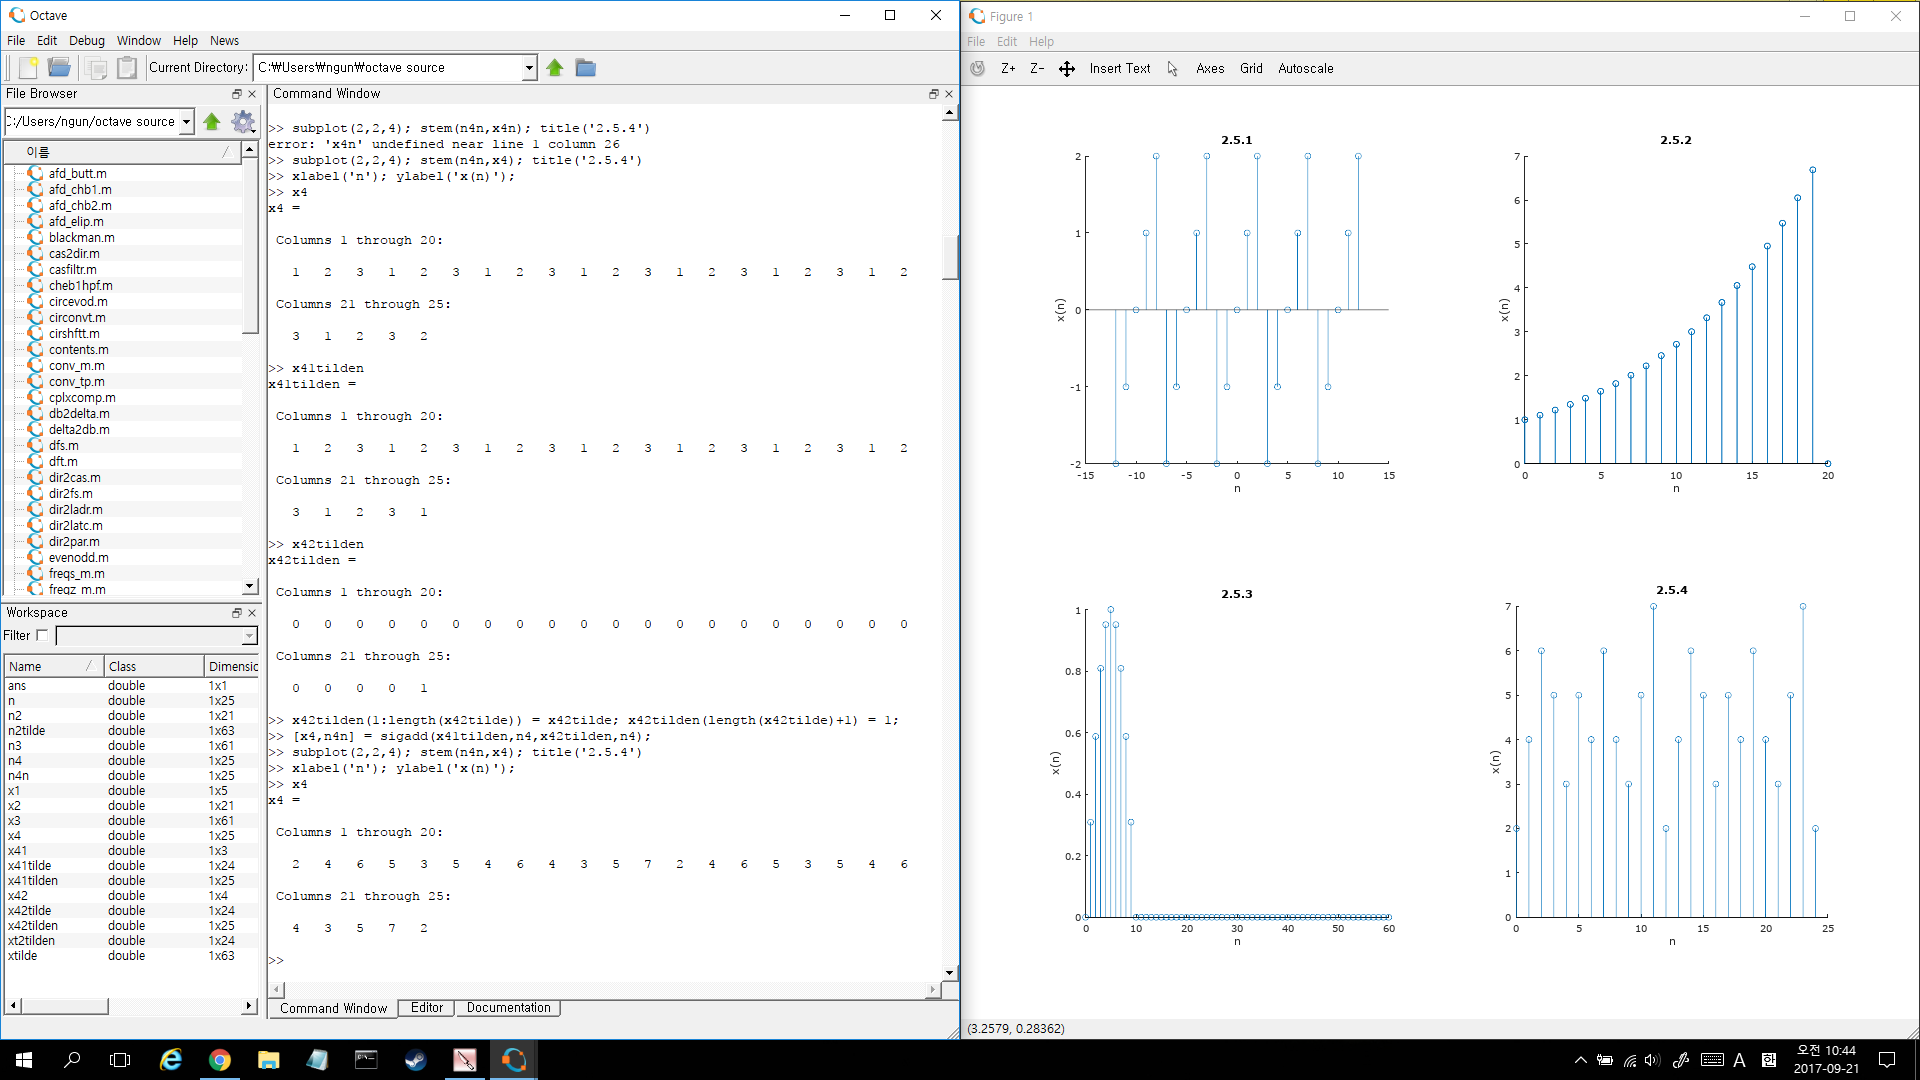 Octave
File Edit Debug Window Help News
Current Directory: C:₩Users₩ngun₩octave source
File Browser
C:/Users/ngun/octave source
이름
afd_butt.m
afd_chb1.m
afd_chb2.m
afd_elip.m
blackman.m
cas2dir.m
casfiltr.m
cheb1hpf.m
circevod.m
circonvt.m
cirshftt.m
contents.m
conv_m.m
conv_tp.m
cplxcomp.m
db2delta.m
delta2db.m
dfs.m
dft.m
dir2cas.m
dir2fs.m
dir2ladr.m
dir2latc.m
dir2par.m
evenodd.m
freqs_m.m
freqz_m.m
Workspace
Filter
Name Class Dimensic
ans double 1x1
n double 1x25
n2 double 1x21
n2tilde double 1x63
n3 double 1x61
n4 double 1x25
n4n double 1x25
x1 double 1x5
x2 double 1x21
x3 double 1x61
x4 double 1x25
x41 double 1x3
x41tilde double 1x24
x41tilden double 1x25
x42 double 1x4
x42tilde double 1x24
x42tilden double 1x25
xt2tilden double 1x24
xtilde double 1x63
Command Window
>> subplot(2,2,4); stem(n4n,x4n); title('2.5.4')
error: 'x4n' undefined near line 1 column 26
>> subplot(2,2,4); stem(n4n,x4); title('2.5.4')
>> xlabel('n'); ylabel('x(n)');
>> x4
x4 =
Columns 1 through 20:
1 2 3 1 2 3 1 2 3 1 2 3 1 2 3 1 2 3 1 2
Columns 21 through 25:
3 1 2 3 2
>> x41tilden
x41tilden =
Columns 1 through 20:
1 2 3 1 2 3 1 2 3 1 2 3 1 2 3 1 2 3 1 2
Columns 21 through 25:
3 1 2 3 1
>> x42tilden
x42tilden =
Columns 1 through 20:
0 0 0 0 0 0 0 0 0 0 0 0 0 0 0 0 0 0 0 0
Columns 21 through 25:
0 0 0 0 1
>> x42tilden(1:length(x42tilde)) = x42tilde; x42tilden(length(x42tilde)+1) = 1;
>> [x4,n4n] = sigadd(x41tilden,n4,x42tilden,n4);
>> subplot(2,2,4); stem(n4n,x4); title('2.5.4')
>> xlabel('n'); ylabel('x(n)');
>> x4
x4 =
Columns 1 through 20:
2 4 6 5 3 5 4 6 4 3 5 7 2 4 6 5 3 5 4 6
Columns 21 through 25:
4 3 5 7 2
>>
Command Window Editor Documentation
Figure 1
File Edit Help
Z+ Z- Insert Text Axes Grid Autoscale
2.5.1
2
1
0
-1
-2
x(n)
-15 -10 -5 0 5 10 15
n
2.5.2
7
6
5
4
3
2
1
0
x(n)
0 5 10 15 20
n
2.5.3
1
0.8
0.6
0.4
0.2
0
x(n)
0 10 20 30 40 50 60
n
2.5.4
7
6
5
4
3
2
1
0
x(n)
0 5 10 15 20 25
n
(3.2579, 0.28362)
A 한
오전 10:44
2017-09-21